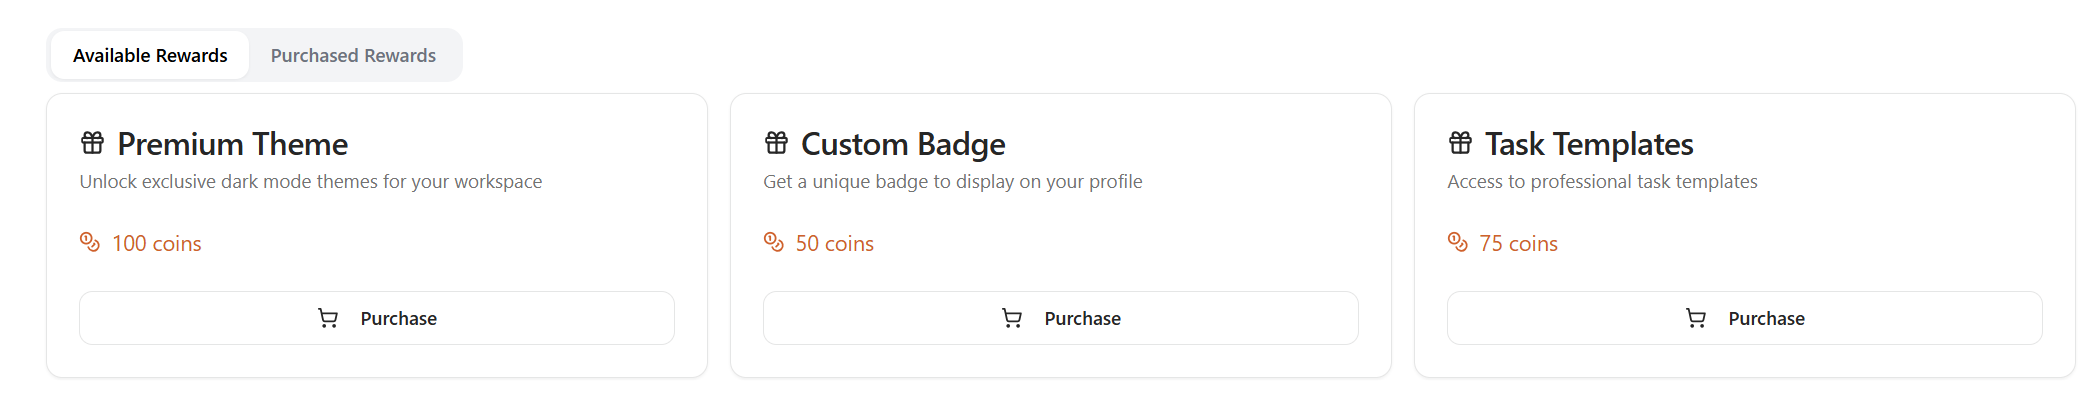 Available Rewards
Purchased Rewards
Premium Theme
Unlock exclusive dark mode themes for your workspace
100 coins
Purchase
Custom Badge
Get a unique badge to display on your profile
50 coins
Purchase
Task Templates
Access to professional task templates
75 coins
Purchase